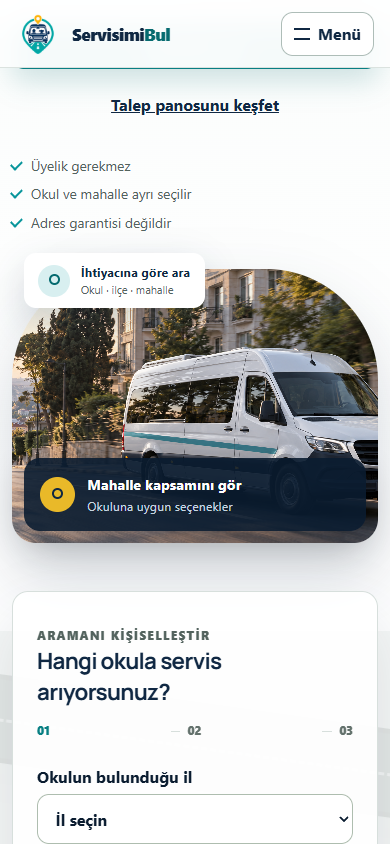 ServisimiBul
Menü
Talep panosunu keşfet
Üyelik gerekmez
Okul ve mahalle ayrı seçilir
Adres garantisi değildir
İhtiyacına göre ara
Okul · ilçe · mahalle
Mahalle kapsamını gör
Okuluna uygun seçenekler
ARAMANI KİŞİSELLEŞTİR
Hangi okula servis
arıyorsunuz?
01 — 02 — 03
Okulun bulunduğu il
İl seçin